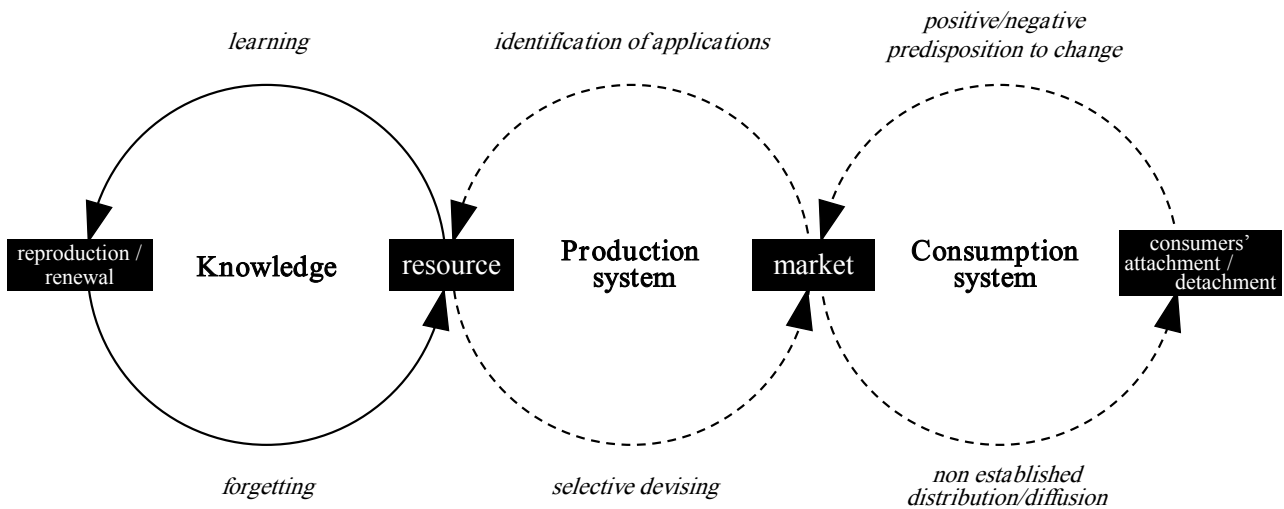 learning
identification of applications
positive/negative
predisposition to change
reproduction /
renewal
Knowledge
resource
Production
system
market
Consumption
system
consumers’
attachment /
detachment
forgetting
selective devising
non established
distribution/diffusion